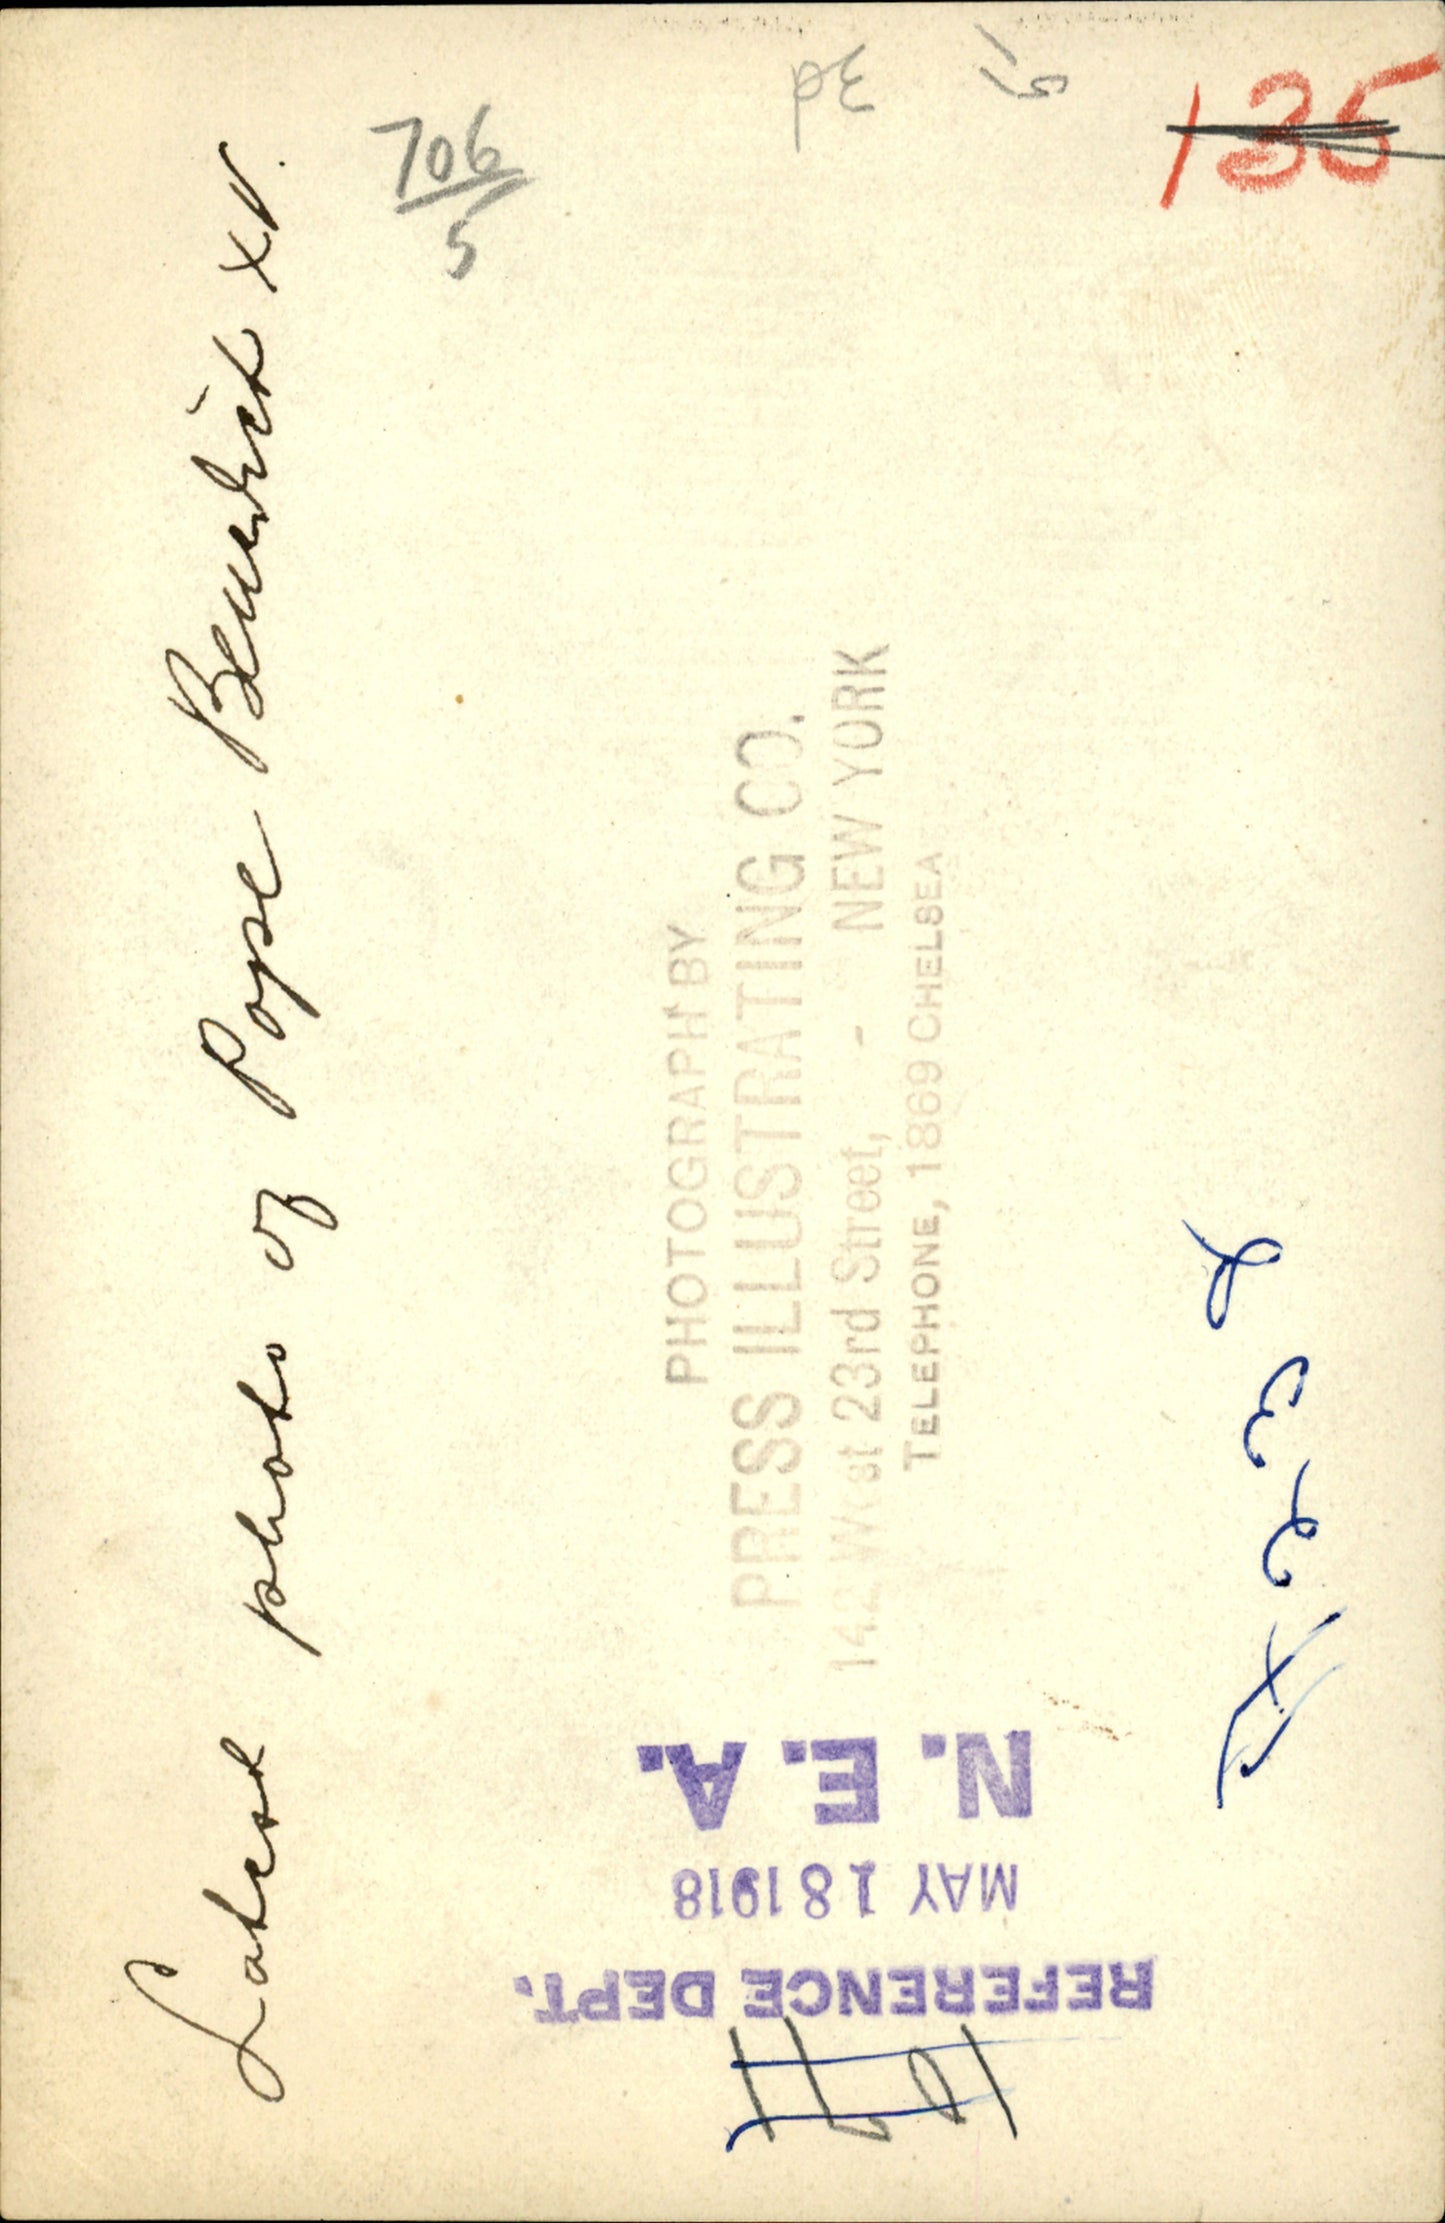 Latest photo of Pope Benedict XV.
706
5
135
PHOTOGRAPH BY
PRESS ILLUSTRATING CO.
142 West 23rd Street, - NEW YORK
TELEPHONE, 1869 CHELSEA
REFERENCE DEPT.
MAY 18 1918
N. E. A.